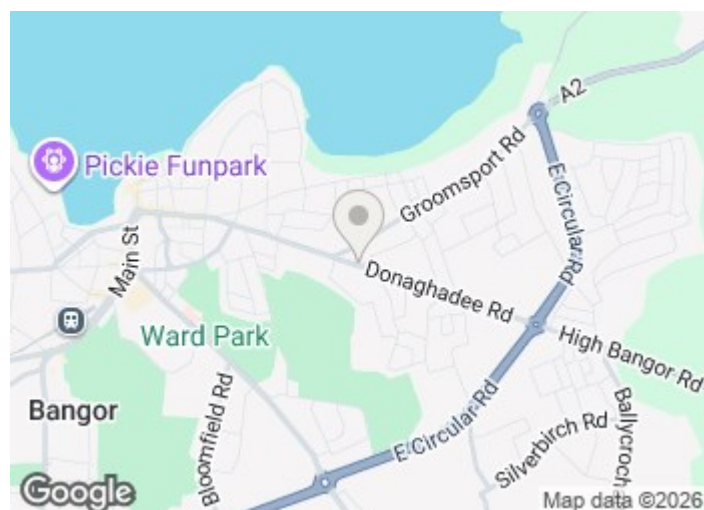 A2
Groomsport Rd
E Circular Rd
Pickie Funpark
Main St
Donaghadee Rd
High Bangor Rd
Ward Park
Bangor
Bloomfield Rd
E Circular Rd
Silverbirch Rd
Google
Map data ©2026